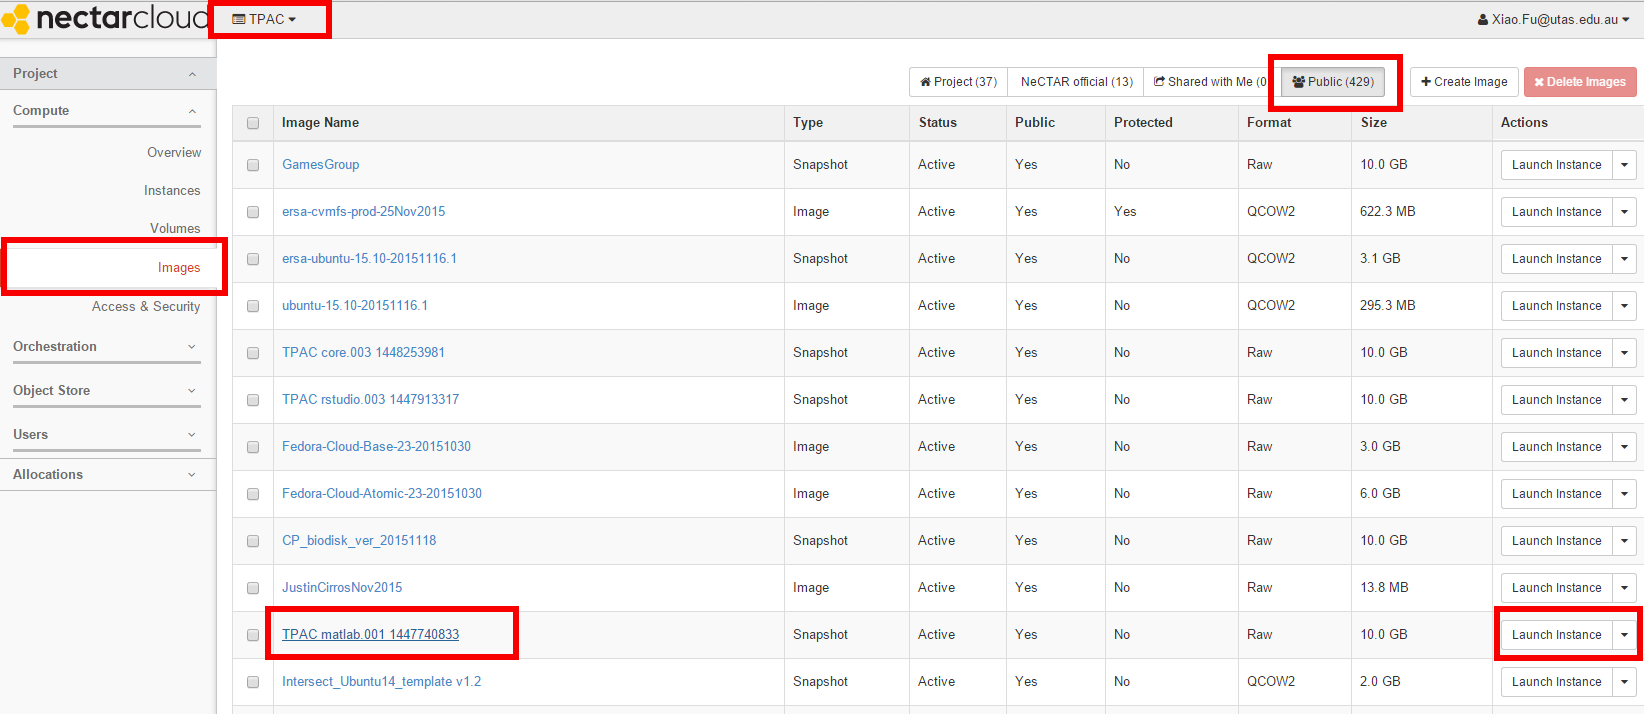 nectarcloud TPAC Xiao.Fu@utas.edu.au
Project
Compute
Overview
Instances
Volumes
Images
Access & Security
Orchestration
Object Store
Users
Allocations
Project (37) NeCTAR official (13) Shared with Me (0 Public (429) Create Image Delete Images
Image Name Type Status Public Protected Format Size Actions
GamesGroup Snapshot Active Yes No Raw 10.0 GB Launch Instance
ersa-cvmfs-prod-25Nov2015 Image Active Yes Yes QCOW2 622.3 MB Launch Instance
ersa-ubuntu-15.10-20151116.1 Snapshot Active Yes No QCOW2 3.1 GB Launch Instance
ubuntu-15.10-20151116.1 Image Active Yes No QCOW2 295.3 MB Launch Instance
TPAC core.003 1448253981 Snapshot Active Yes No Raw 10.0 GB Launch Instance
TPAC rstudio.003 1447913317 Snapshot Active Yes No Raw 10.0 GB Launch Instance
Fedora-Cloud-Base-23-20151030 Image Active Yes No Raw 3.0 GB Launch Instance
Fedora-Cloud-Atomic-23-20151030 Image Active Yes No Raw 6.0 GB Launch Instance
CP_biodisk_ver_20151118 Snapshot Active Yes No Raw 10.0 GB Launch Instance
JustinCirrosNov2015 Image Active Yes No Raw 13.8 MB Launch Instance
TPAC matlab.001 1447740833 Snapshot Active Yes No Raw 10.0 GB Launch Instance
Intersect_Ubuntu14_template v1.2 Snapshot Active Yes No QCOW2 2.0 GB Launch Instance